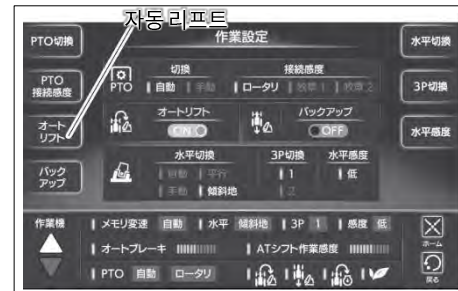 자동 리프트
作業設定
PTO切換
PTO
接続感度
オート
リフト
バック
アップ
切換
接続感度
PTO
自動 手動
ロータリ 牧草1 牧草2
オートリフト
ON
バックアップ
OFF
水平切換
3P切換
水平感度
自動 平行
手動 傾斜地
1
2
低
水平切換
3P切換
水平感度
作業機
メモリ変速 自動 水平 傾斜地 3P 1 感度 低
オートブレーキ
ATシフト作業感度
PTO 自動 ロータリ
ホーム
戻る